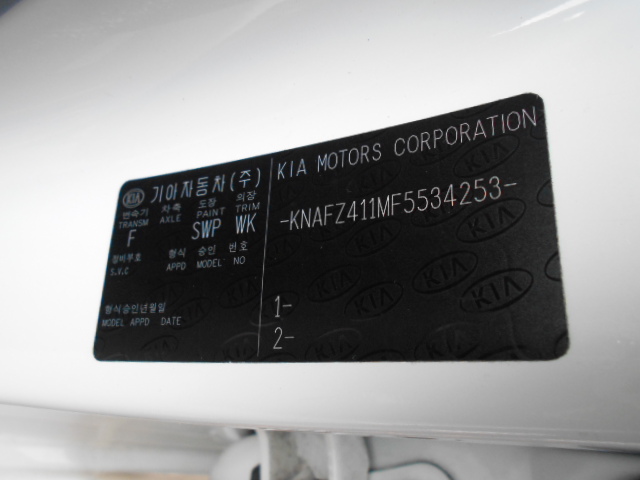 KIA 기아자동차(주)
변속기 차축 도장 의장
TRANSM AXLE PAINT TRIM
F SWP WK
정비부호 형식 승인 번호
S.V.C APPD MODEL NO
형식승인년월일
MODEL APPD DATE
KIA MOTORS CORPORATION
-KNAFZ411MF5534253-
1-
2-